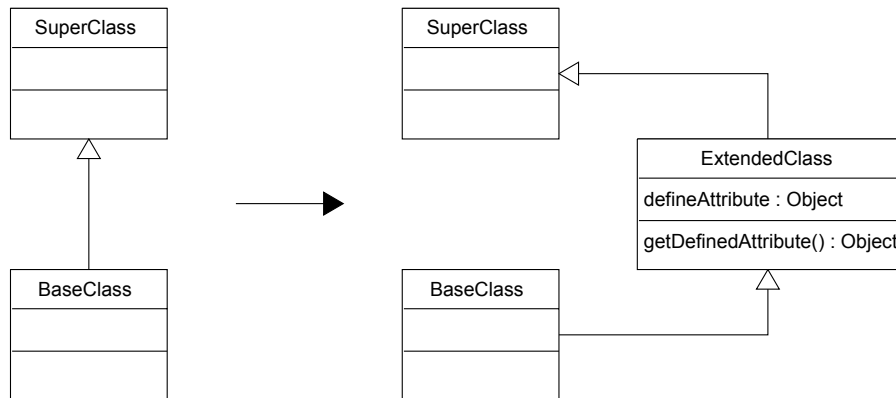 SuperClass
BaseClass
SuperClass
ExtendedClass
defineAttribute : Object
getDefinedAttribute() : Object
BaseClass